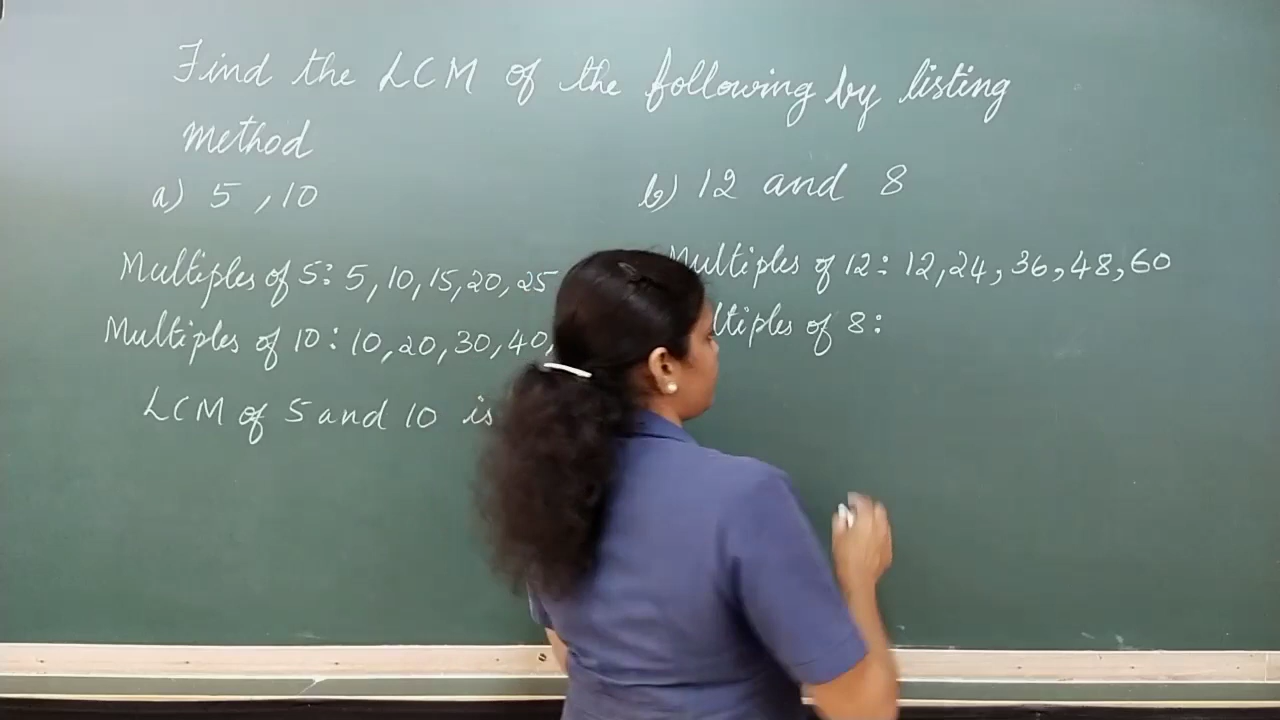 Find the LCM of the following by listing
method
a) 5 , 10
b) 12 and 8
Multiples of 5: 5, 10, 15, 20, 25
Multiples of 10: 10, 20, 30, 40,
LCM of 5 and 10 is
Multiples of 12: 12, 24, 36, 48, 60
tiples of 8: